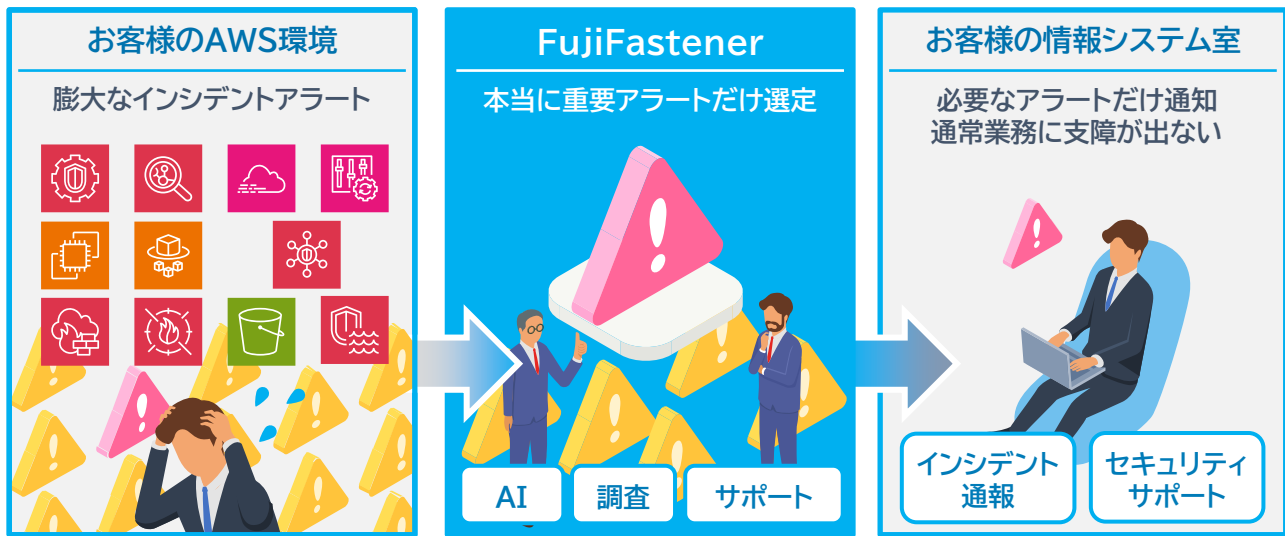 お客様のAWS環境
膨大なインシデントアラート
FujiFastener
本当に重要アラートだけ選定
AI
調査
サポート
お客様の情報システム室
必要なアラートだけ通知
通常業務に支障が出ない
インシデント
通報
セキュリティ
サポート